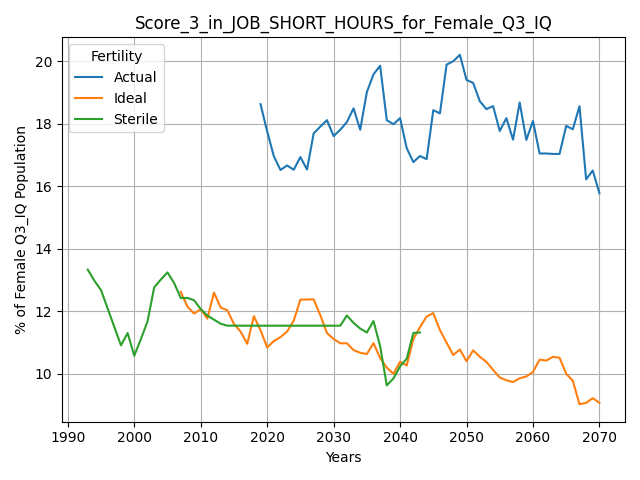 Score_3_in_JOB_SHORT_HOURS_for_Female_Q3_IQ
Fertility
Actual
Ideal
Sterile
% of Female Q3_IQ Population
20
18
16
14
12
10
1990
2000
2010
2020
2030
2040
2050
2060
2070
Years